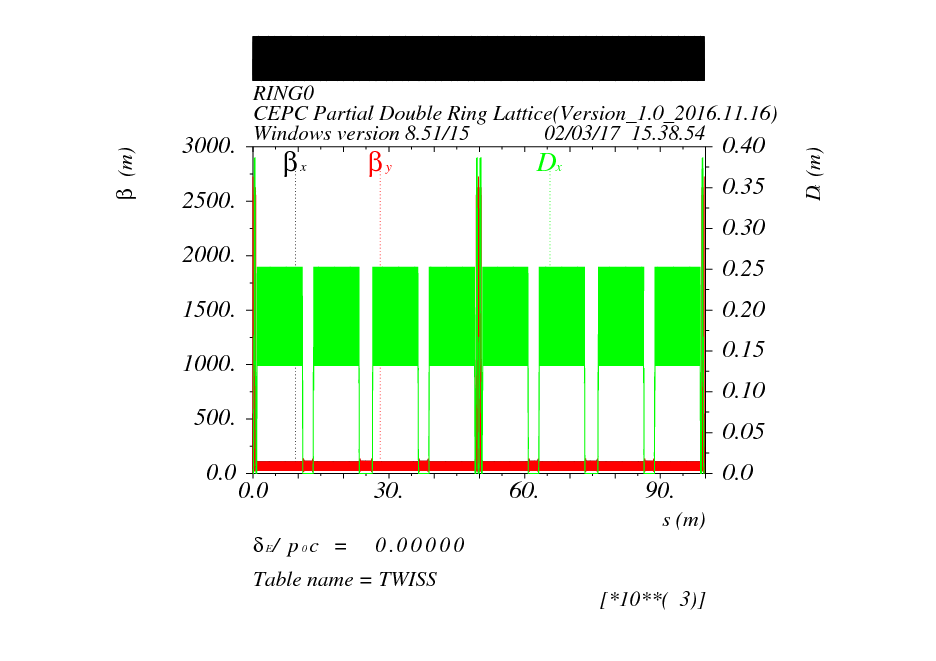 RING0
CEPC Partial Double Ring Lattice(Version_1.0_2016.11.16)
Windows version 8.51/15 02/03/17 15.38.54
β (m)
3000.
2500.
2000.
1500.
1000.
500.
0.0
βx βy Dx
0.40
0.35
0.30
0.25
0.20
0.15
0.10
0.05
0.0
Dx (m)
0.0 30. 60. 90.
s (m)
δE/ p0c = 0.00000
Table name = TWISS
[*10**( 3)]